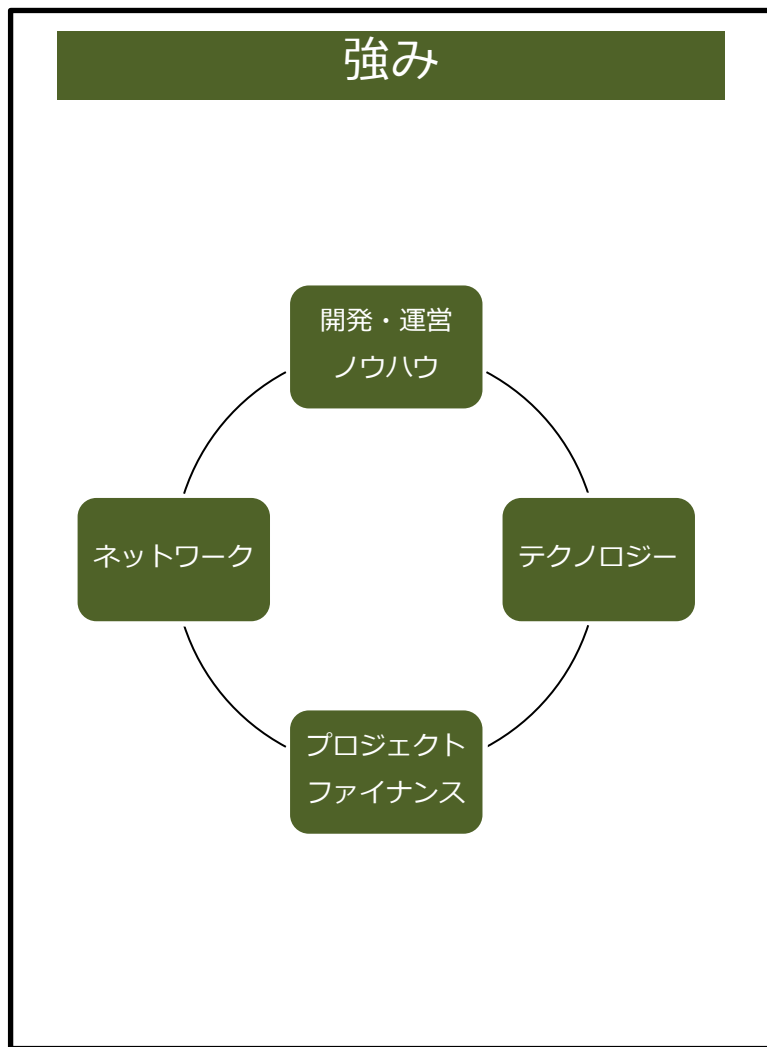 強み
開発・運営
ノウハウ
ネットワーク
テクノロジー
プロジェクト
ファイナンス